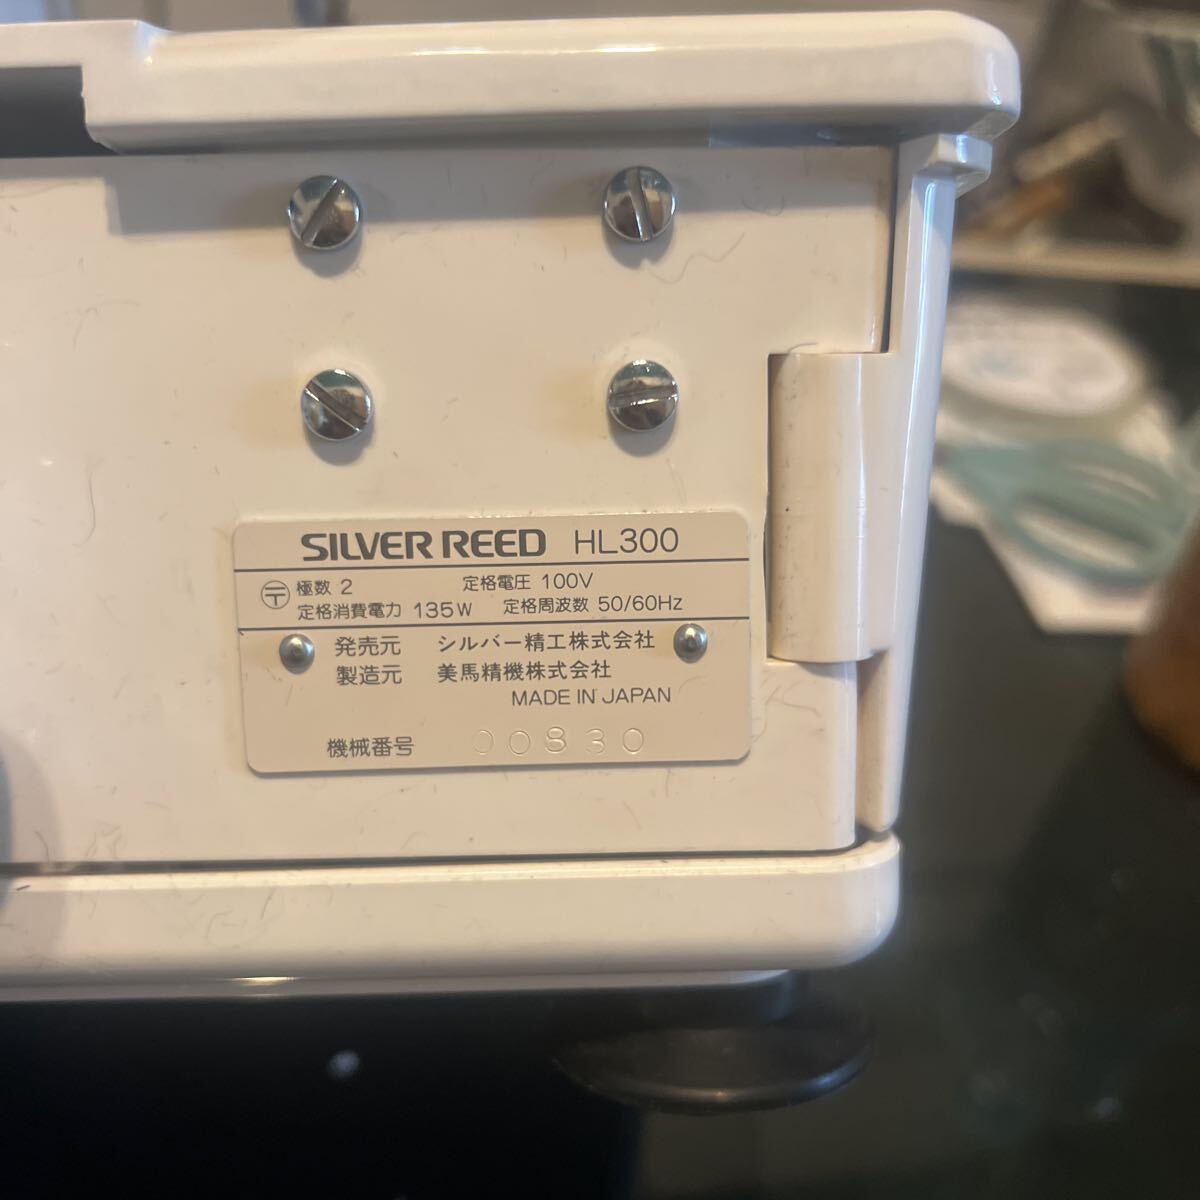 SILVER REED HL300
〒 極数 2 定格電圧 100V
定格消費電力 135W 定格周波数 50/60Hz
発売元 シルバー精工株式会社
製造元 美馬精機株式会社
MADE IN JAPAN
機械番号 00830